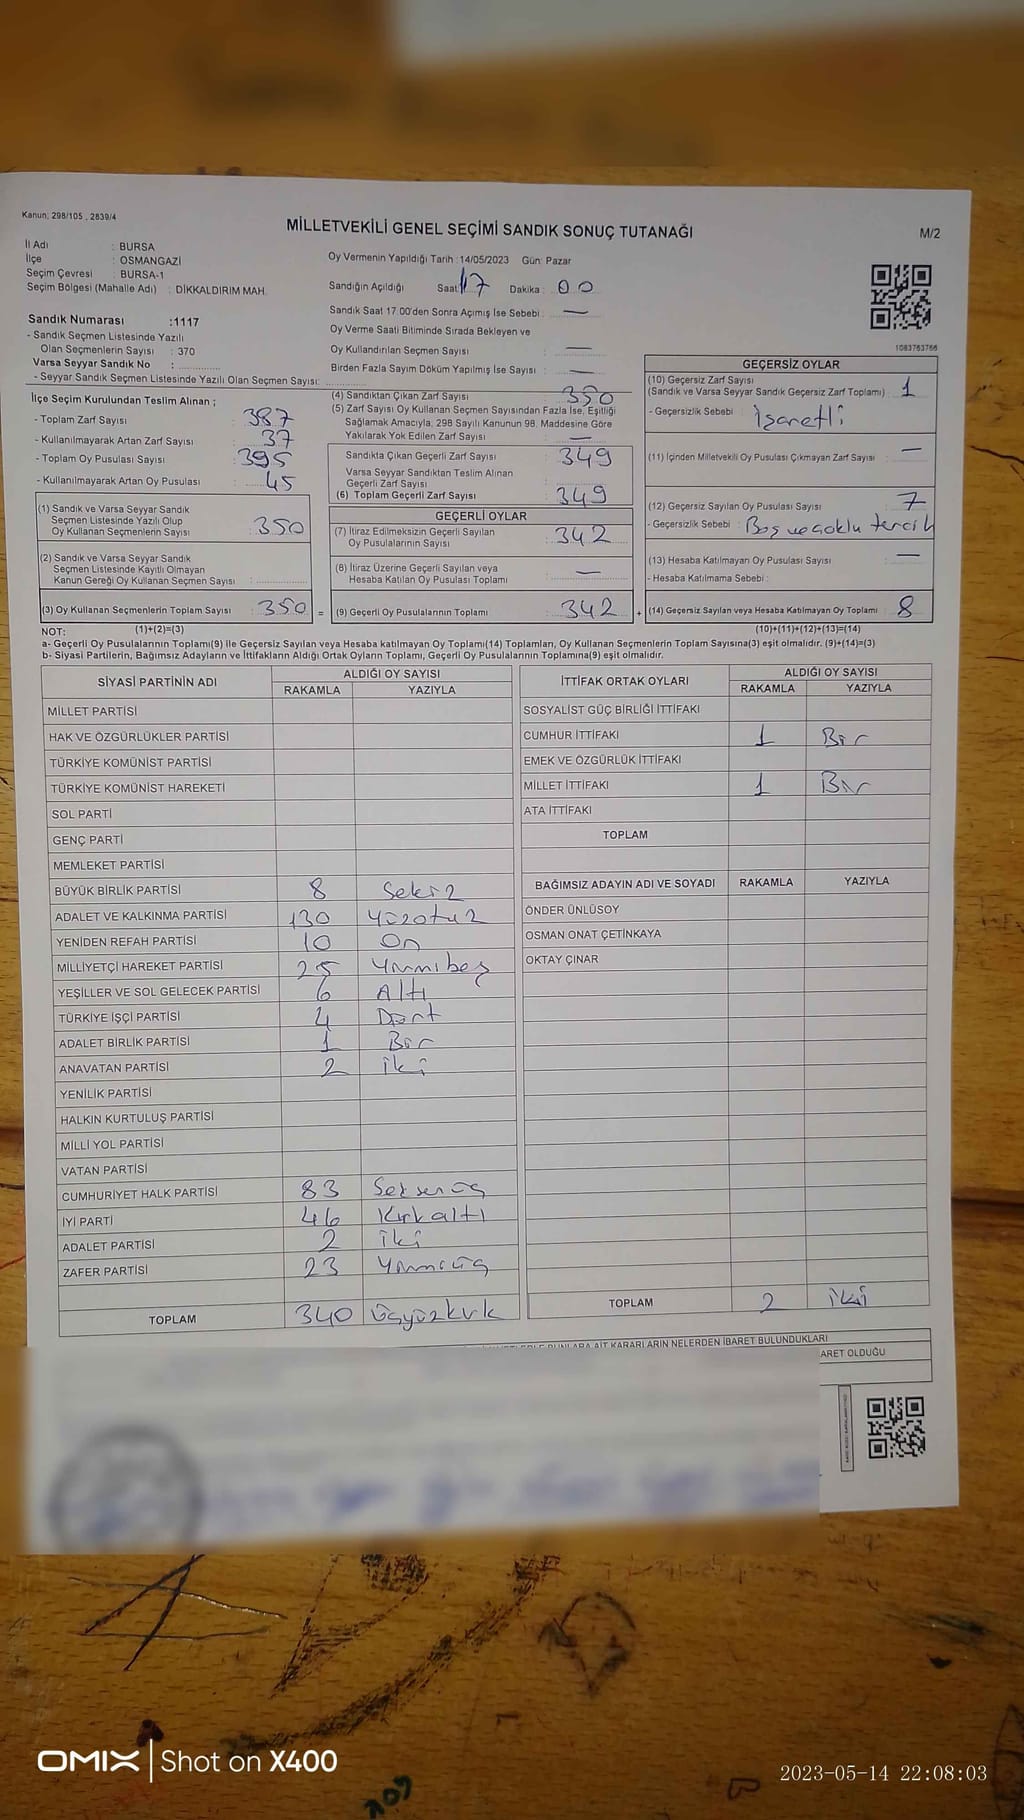 Kanun; 298/105 , 2839/4
MİLLETVEKİLİ GENEL SEÇİMİ SANDIK SONUÇ TUTANAĞI
M/2
İl Adı : BURSA
İlçe : OSMANGAZİ
Seçim Çevresi : BURSA-1
Seçim Bölgesi (Mahalle Adı) : DİKKALDIRIM MAH.
Oy Vermenin Yapıldığı Tarih :14/05/2023 Gün: Pazar
Sandığın Açıldığı Saat: 17 Dakika : 00
Sandık Saat 17.00'den Sonra Açımış İse Sebebi : —
Oy Verme Saati Bitiminde Sırada Bekleyen ve
Oy Kullandırılan Seçmen Sayısı : —
Birden Fazla Sayım Döküm Yapılmış İse Sayısı : —
1083763766
Sandık Numarası :1117
- Sandık Seçmen Listesinde Yazılı
Olan Seçmenlerin Sayısı : 370
Varsa Seyyar Sandık No :
- Seyyar Sandık Seçmen Listesinde Yazılı Olan Seçmen Sayısı:
İlçe Seçim Kurulundan Teslim Alınan ;
- Toplam Zarf Sayısı : 387
- Kullanılmayarak Artan Zarf Sayısı : 37
- Toplam Oy Pusulası Sayısı : 395
- Kullanılmayarak Artan Oy Pusulası : 45
(1) Sandık ve Varsa Seyyar Sandık
Seçmen Listesinde Yazılı Olup
Oy Kullanan Seçmenlerin Sayısı : 350
(2) Sandık ve Varsa Seyyar Sandık
Seçmen Listesinde Kayıtlı Olmayan
Kanun Gereği Oy Kullanan Seçmen Sayısı :
(3) Oy Kullanan Seçmenlerin Toplam Sayısı : 350 =
(1)+(2)=(3)
(4) Sandıktan Çıkan Zarf Sayısı : 350
(5) Zarf Sayısı Oy Kullanan Seçmen Sayısından Fazla İse, Eşitliği
Sağlamak Amacıyla, 298 Sayılı Kanunun 98. Maddesine Göre
Yakılarak Yok Edilen Zarf Sayısı : —
Sandıkta Çıkan Geçerli Zarf Sayısı : 349
Varsa Seyyar Sandıktan Teslim Alınan
Geçerli Zarf Sayısı :
(6) Toplam Geçerli Zarf Sayısı : 349
GEÇERLİ OYLAR
(7) İtiraz Edilmeksizin Geçerli Sayılan
Oy Pusulalarının Sayısı : 342
(8) İtiraz Üzerine Geçerli Sayılan veya
Hesaba Katılan Oy Pusulası Toplamı : —
(9) Geçerli Oy Pusulalarının Toplamı : 342 +
GEÇERSİZ OYLAR
(10) Geçersiz Zarf Sayısı
(Sandık ve Varsa Seyyar Sandık Geçersiz Zarf Toplamı) : 1
- Geçersizlik Sebebi : İşaretli
(11) İçinden Milletvekili Oy Pusulası Çıkmayan Zarf Sayısı : —
(12) Geçersiz Sayılan Oy Pusulası Sayısı : 7
- Geçersizlik Sebebi : Boş ve çoklu tercih
(13) Hesaba Katılmayan Oy Pusulası Sayısı : —
- Hesaba Katılmama Sebebi :
(14) Geçersiz Sayılan veya Hesaba Katılmayan Oy Toplamı : 8
(10)+(11)+(12)+(13)=(14)
NOT:
a- Geçerli Oy Pusulalarının Toplamı(9) ile Geçersiz Sayılan veya Hesaba katılmayan Oy Toplamı(14) Toplamları, Oy Kullanan Seçmenlerin Toplam Sayısına(3) eşit olmalıdır. (9)+(14)=(3)
b- Siyasi Partilerin, Bağımsız Adayların ve İttifakların Aldığı Ortak Oyların Toplamı, Geçerli Oy Pusulalarının Toplamına(9) eşit olmalıdır.
SİYASİ PARTİNİN ADI
ALDIĞI OY SAYISI
RAKAMLA YAZIYLA
MİLLET PARTİSİ
HAK VE ÖZGÜRLÜKLER PARTİSİ
TÜRKİYE KOMÜNİST PARTİSİ
TÜRKİYE KOMÜNİST HAREKETİ
SOL PARTİ
GENÇ PARTİ
MEMLEKET PARTİSİ
BÜYÜK BİRLİK PARTİSİ 8 Sekiz
ADALET VE KALKINMA PARTİSİ 130 Yüzotuz
YENİDEN REFAH PARTİSİ 10 On
MİLLİYETÇİ HAREKET PARTİSİ 25 Yirmibeş
YEŞİLLER VE SOL GELECEK PARTİSİ 6 Altı
TÜRKİYE İŞÇİ PARTİSİ 4 Dört
ADALET BİRLİK PARTİSİ 1 Bir
ANAVATAN PARTİSİ 2 iki
YENİLİK PARTİSİ
HALKIN KURTULUŞ PARTİSİ
MİLLİ YOL PARTİSİ
VATAN PARTİSİ
CUMHURİYET HALK PARTİSİ 83 Seksenüç
İYİ PARTİ 46 Kırkaltı
ADALET PARTİSİ 2 iki
ZAFER PARTİSİ 23 Yirmiüç
TOPLAM 340 Üçyüzkırk
İTTİFAK ORTAK OYLARI
ALDIĞI OY SAYISI
RAKAMLA YAZIYLA
SOSYALİST GÜÇ BİRLİĞİ İTTİFAKI
CUMHUR İTTİFAKI 1 Bir
EMEK VE ÖZGÜRLÜK İTTİFAKI
MİLLET İTTİFAKI 1 Bir
ATA İTTİFAKI
TOPLAM
BAĞIMSIZ ADAYIN ADI VE SOYADI RAKAMLA YAZIYLA
ÖNDER ÜNLÜSOY
OSMAN ONAT ÇETİNKAYA
OKTAY ÇINAR
TOPLAM 2 iki
BUNLARA AİT KARARLARIN NELERDEN İBARET BULUNDUKLARI
ARET OLDUĞU
OMIX | Shot on X400
2023-05-14 22:08:03